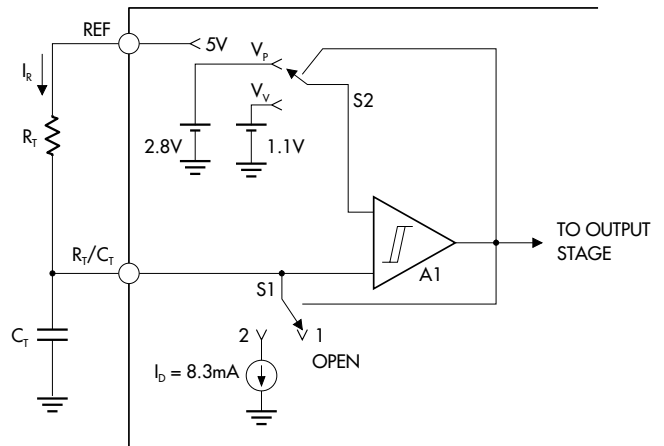 REF
5V
I_R
V_P
V_V
S2
R_T
2.8V
1.1V
TO OUTPUT
STAGE
R_T/C_T
A1
S1
2
1
OPEN
C_T
I_D = 8.3mA